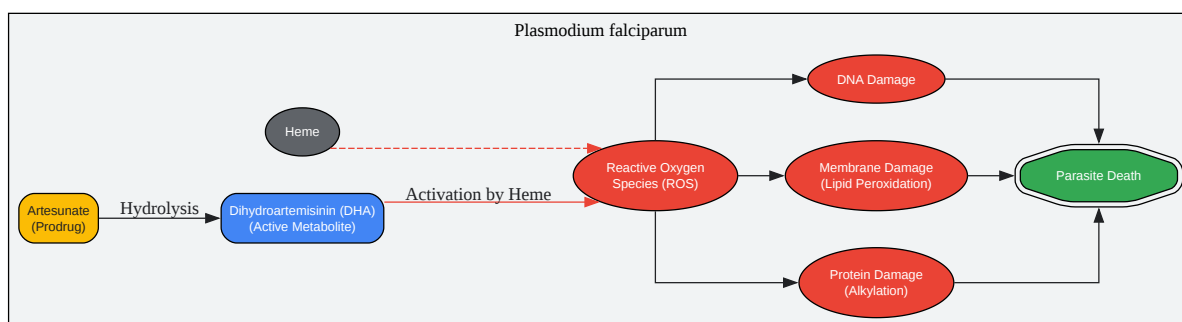 Plasmodium falciparum
DNA Damage
Heme
Reactive Oxygen
Species (ROS)
Membrane Damage
(Lipid Peroxidation)
Parasite Death
Artesunate
(Prodrug)
Hydrolysis
Dihydroartemisinin (DHA)
(Active Metabolite)
Activation by Heme
Protein Damage
(Alkylation)